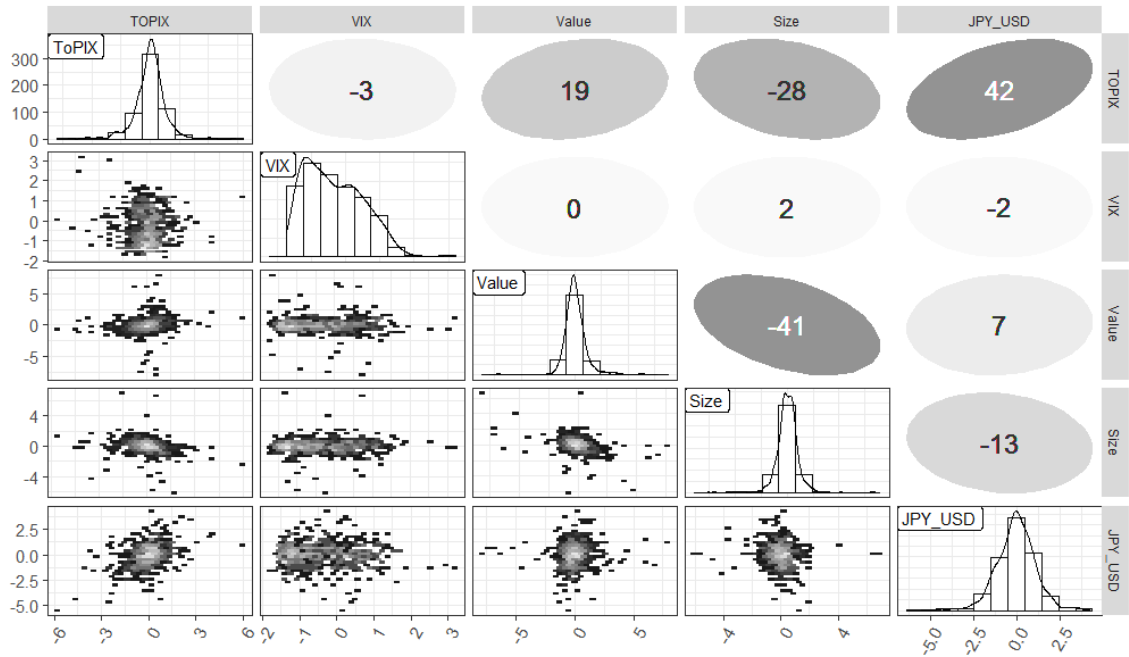 TOPIX VIX Value Size JPY_USD
ToPIX
300
200
100
0
-3 19 -28 42
TOPIX
VIX
3
2
1
0
-1
-2
0 2 -2
VIX
Value
5
0
-5
-41 7
Value
Size
4
0
-4
-13
Size
JPY_USD
2.5
0.0
-2.5
-5.0
JPY_USD
-6 -3 0 3 6
-2 -1 0 1 2 3
-5 0 5
-4 0 4
-5.0 -2.5 0.0 2.5